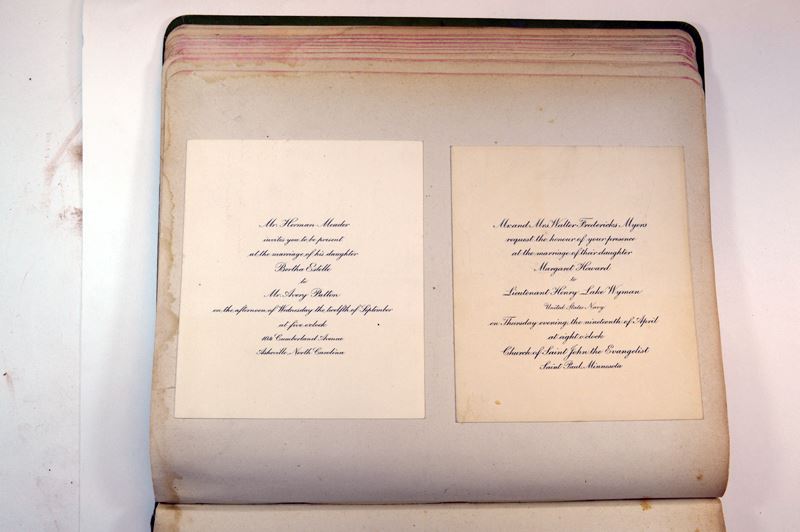 Mr. Herman Meader
invites you to be present
at the marriage of his daughter
Bertha Estelle
to
Mr. Avery Patton
on the afternoon of Wednesday the twelfth of September
at five o'clock
Cumberland Avenue
Asheville, North Carolina
Mr. and Mrs. Walter Fredericks Myers
request the honour of your presence
at the marriage of their daughter
Margaret Howard
to
Lieutenant Henry Lake Wyman
United States Navy
on Thursday evening, the nineteenth of April
at eight o'clock
Church of Saint John the Evangelist
Saint Paul, Minnesota